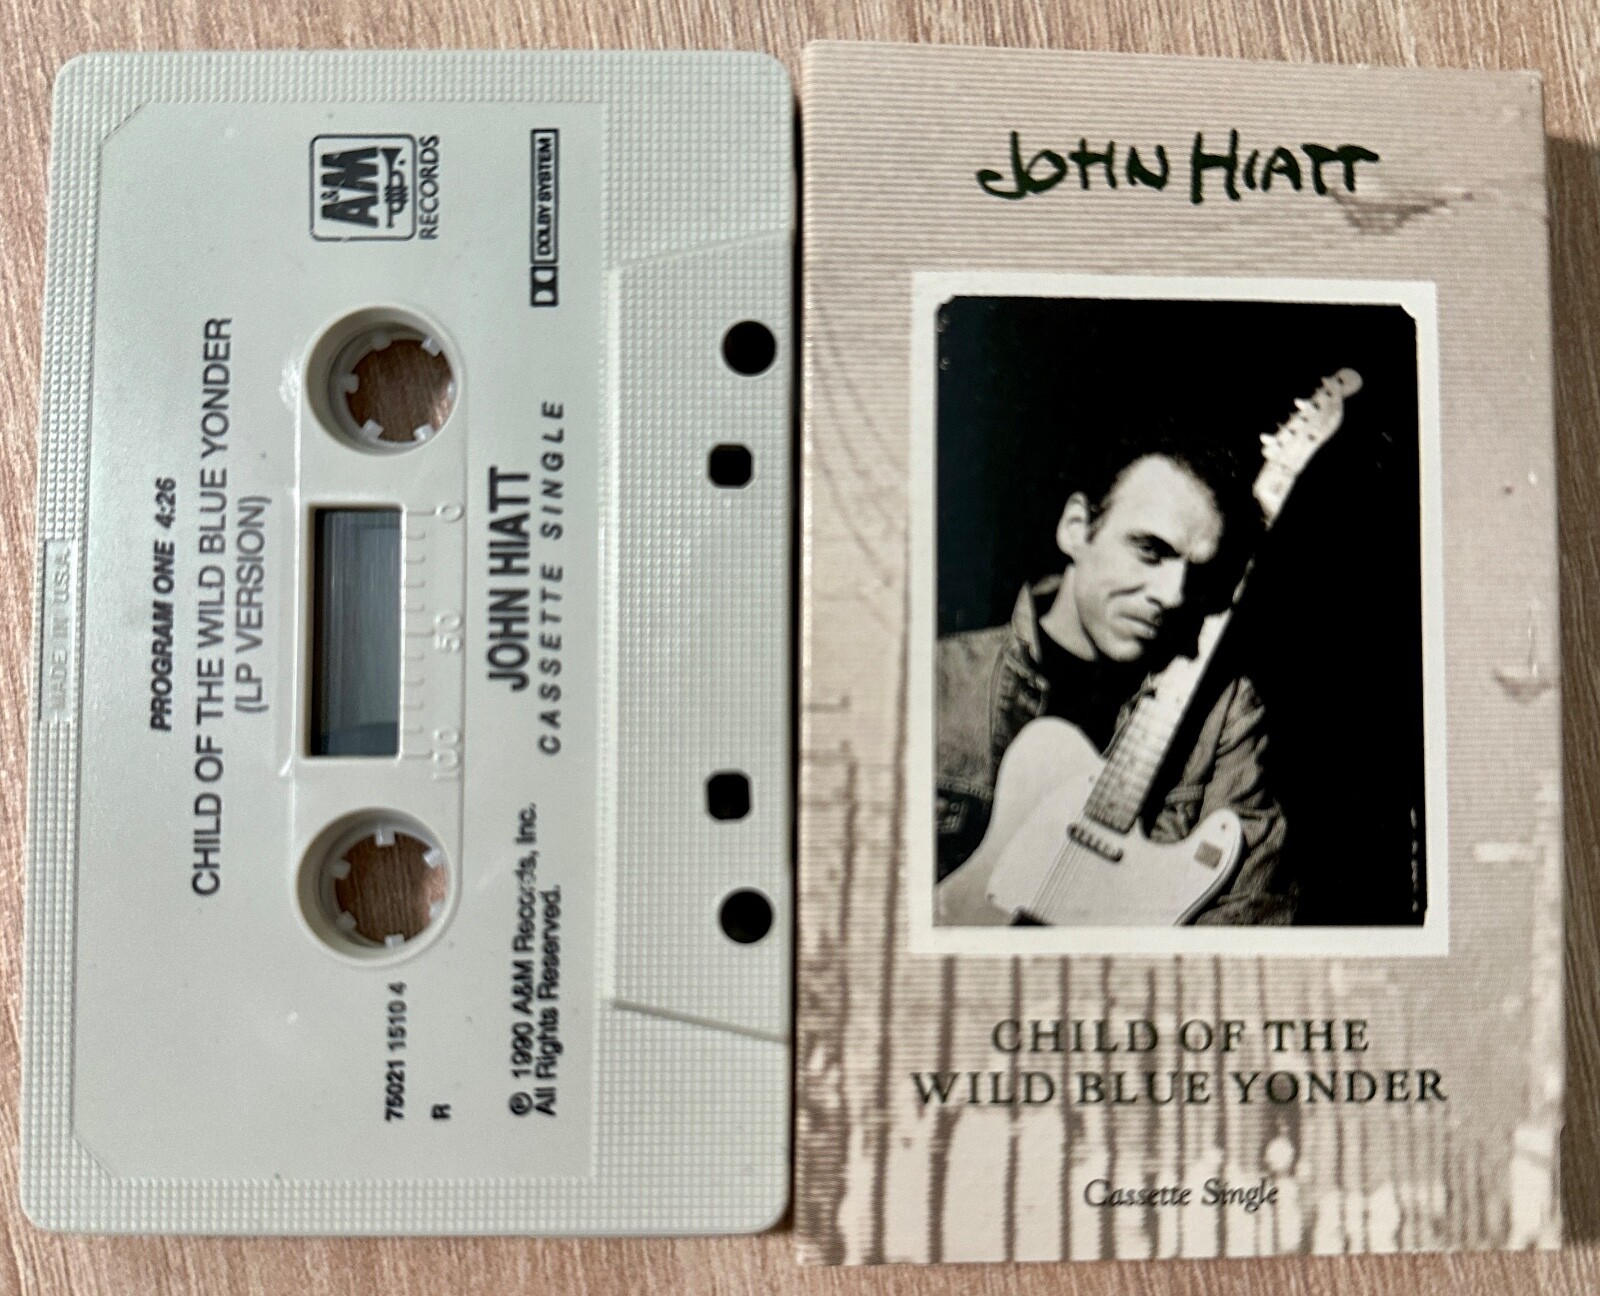 A&M
RECORDS
DOLBY SYSTEM
MADE IN U.S.A.
PROGRAM ONE 4:26
CHILD OF THE WILD BLUE YONDER
(LP VERSION)
0 50 100
JOHN HIATT
CASSETTE SINGLE
75021 1510 4
R
℗ 1990 A&M Records, Inc.
All Rights Reserved.
JOHN HIATT
CHILD OF THE
WILD BLUE YONDER
Cassette Single